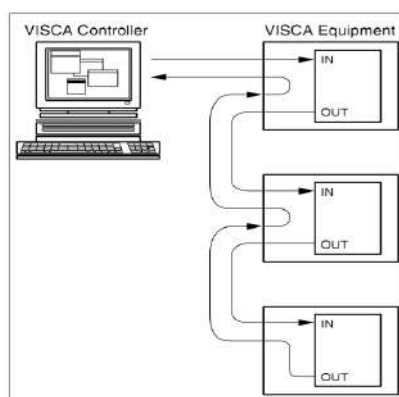 VISCA Controller
VISCA Equipment
IN
OUT
IN
OUT
IN
OUT